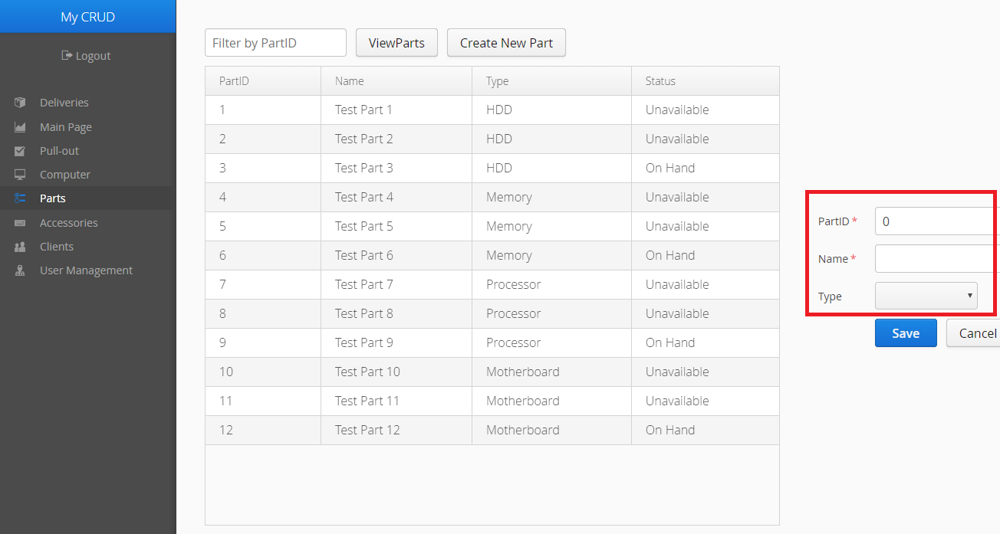 My CRUD
Logout
Deliveries
Main Page
Pull-out
Computer
Parts
Accessories
Clients
User Management
Filter by PartID ViewParts Create New Part
PartID Name Type Status
1 Test Part 1 HDD Unavailable
2 Test Part 2 HDD Unavailable
3 Test Part 3 HDD On Hand
4 Test Part 4 Memory Unavailable
5 Test Part 5 Memory Unavailable
6 Test Part 6 Memory On Hand
7 Test Part 7 Processor Unavailable
8 Test Part 8 Processor Unavailable
9 Test Part 9 Processor On Hand
10 Test Part 10 Motherboard Unavailable
11 Test Part 11 Motherboard Unavailable
12 Test Part 12 Motherboard On Hand
PartID * 0
Name *
Type
Save Cancel